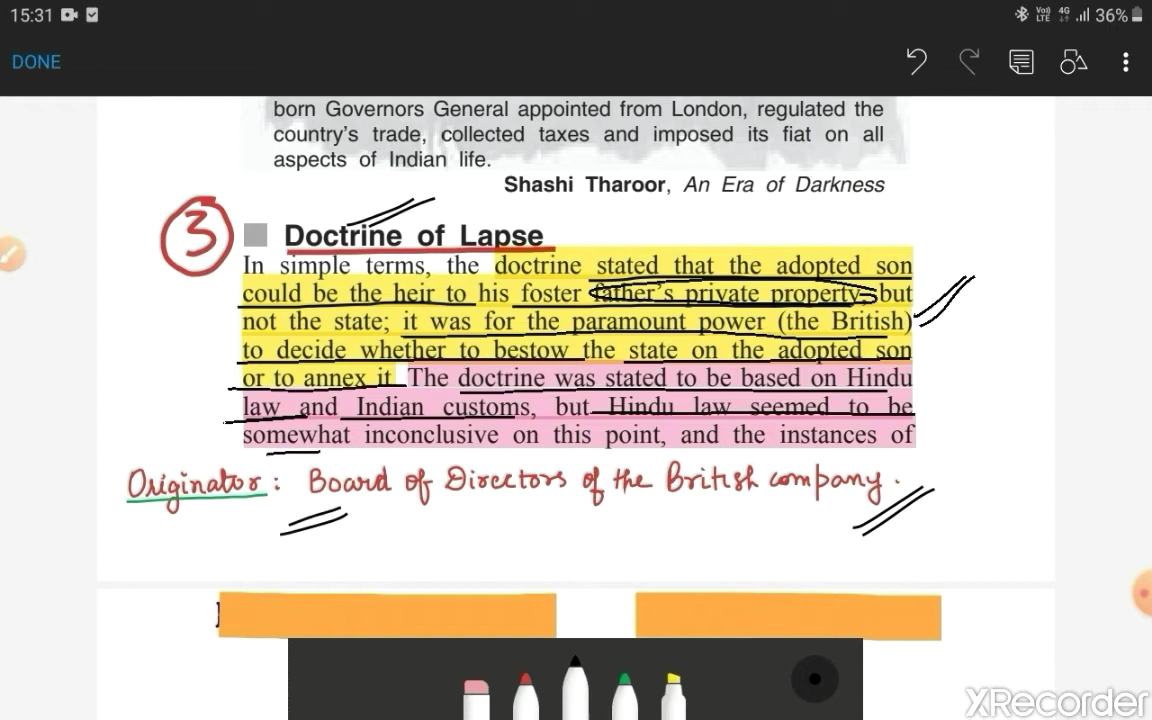 15:31
Vo) LTE 4G 36%
DONE
born Governors General appointed from London, regulated the
country's trade, collected taxes and imposed its fiat on all
aspects of Indian life.
Shashi Tharoor, An Era of Darkness
3
Doctrine of Lapse
In simple terms, the doctrine stated that the adopted son
could be the heir to his foster father's private property, but
not the state; it was for the paramount power (the British)
to decide whether to bestow the state on the adopted son
or to annex it. The doctrine was stated to be based on Hindu
law and Indian customs, but Hindu law seemed to be
somewhat inconclusive on this point, and the instances of
Originator: Board of Directors of the British company.
XRecorder